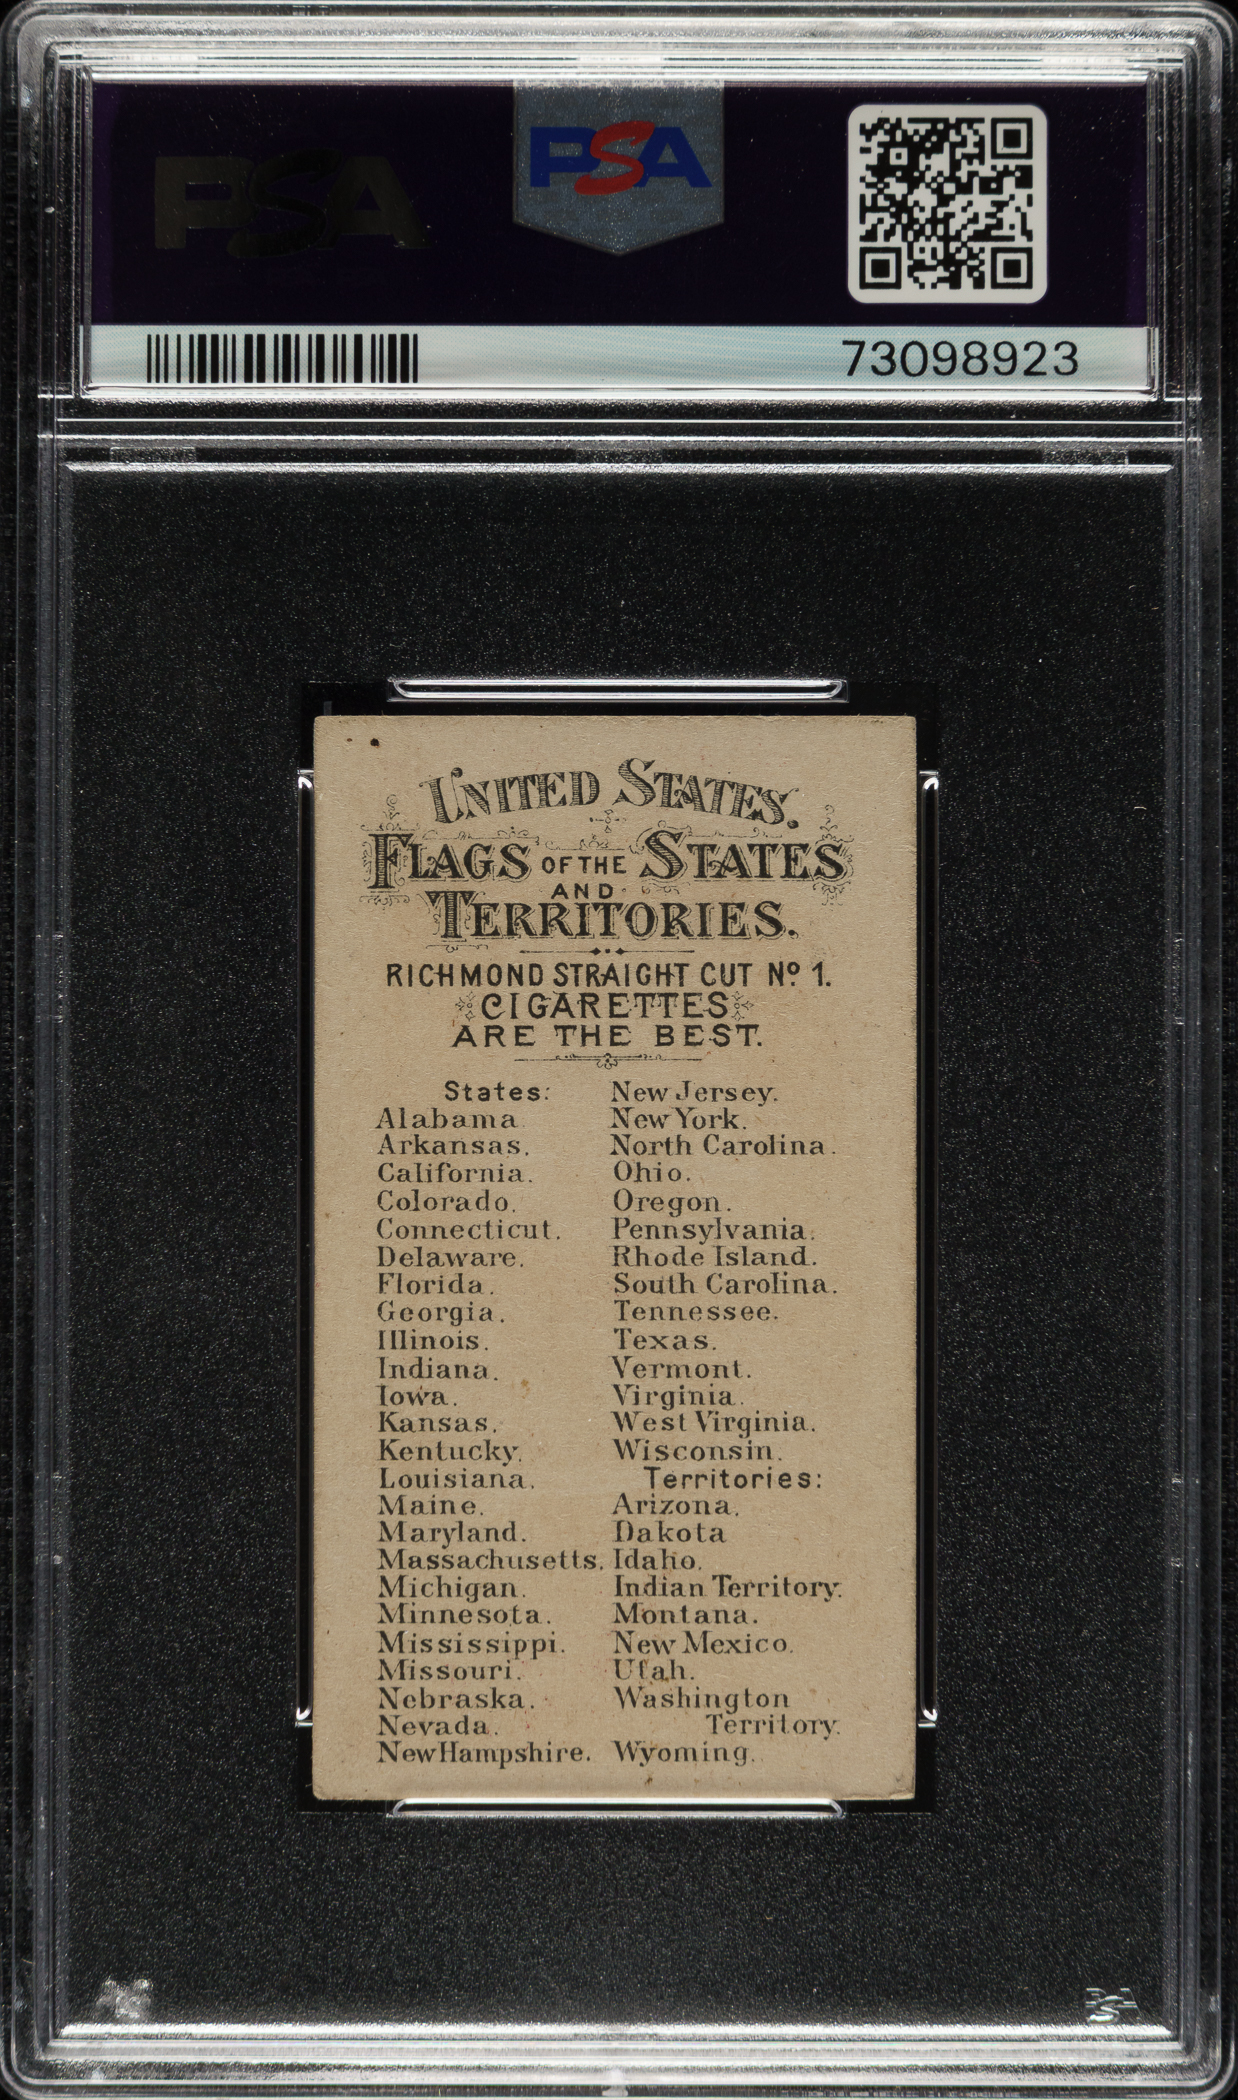 PSA
PSA
73098923
UNITED STATES.
FLAGS OF THE STATES
AND
TERRITORIES.
RICHMOND STRAIGHT CUT Nº 1.
CIGARETTES
ARE THE BEST.
States:
Alabama
Arkansas.
California.
Colorado.
Connecticut.
Delaware.
Florida.
Georgia.
Illinois.
Indiana.
Iowa.
Kansas.
Kentucky.
Louisiana.
Maine.
Maryland.
Massachusetts.
Michigan.
Minnesota.
Mississippi.
Missouri.
Nebraska.
Nevada.
New Hampshire.
New Jersey.
New York.
North Carolina.
Ohio.
Oregon.
Pennsylvania.
Rhode Island.
South Carolina.
Tennessee.
Texas.
Vermont.
Virginia.
West Virginia.
Wisconsin.
Territories:
Arizona.
Dakota
Idaho.
Indian Territory.
Montana.
New Mexico.
Utah.
Washington
Territory.
Wyoming.
PSA